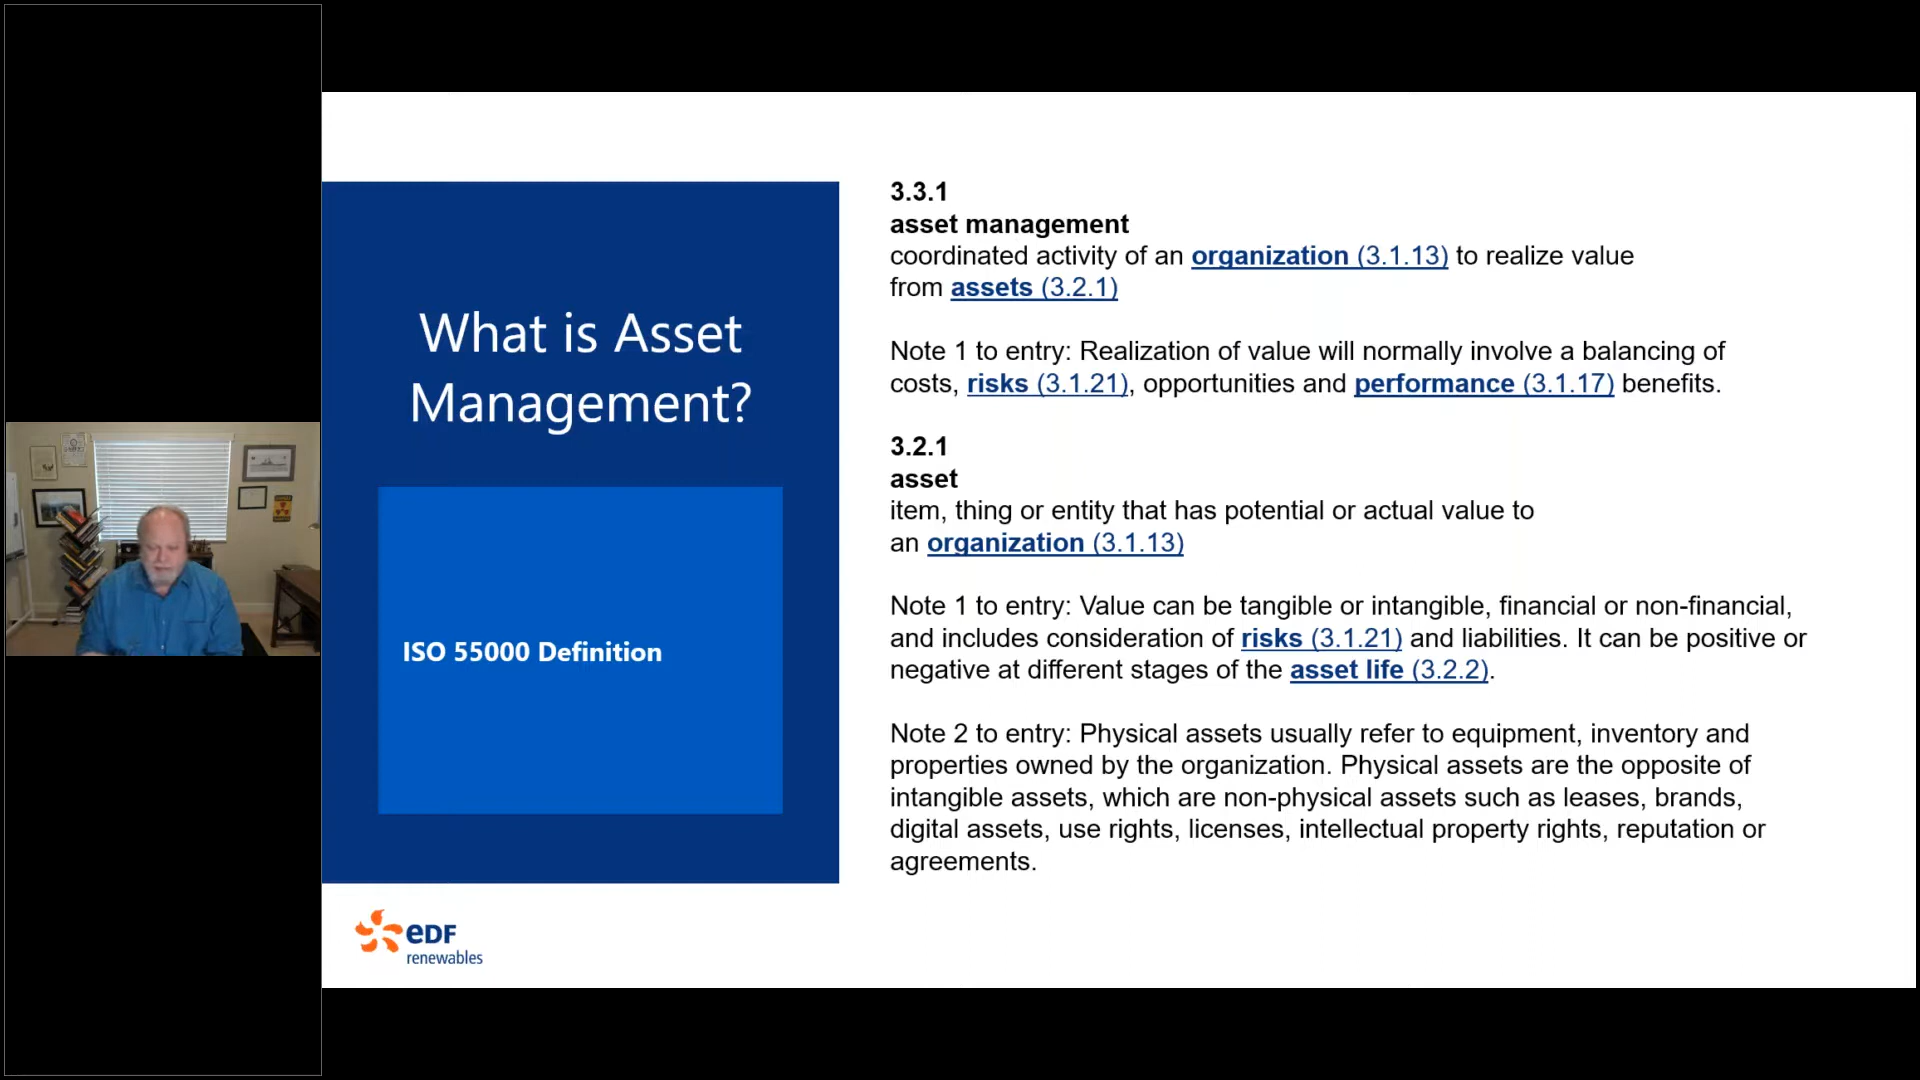 What is Asset
Management?
ISO 55000 Definition
3.3.1
asset management
coordinated activity of an organization (3.1.13) to realize value
from assets (3.2.1)
Note 1 to entry: Realization of value will normally involve a balancing of
costs, risks (3.1.21), opportunities and performance (3.1.17) benefits.
3.2.1
asset
item, thing or entity that has potential or actual value to
an organization (3.1.13)
Note 1 to entry: Value can be tangible or intangible, financial or non-financial,
and includes consideration of risks (3.1.21) and liabilities. It can be positive or
negative at different stages of the asset life (3.2.2).
Note 2 to entry: Physical assets usually refer to equipment, inventory and
properties owned by the organization. Physical assets are the opposite of
intangible assets, which are non-physical assets such as leases, brands,
digital assets, use rights, licenses, intellectual property rights, reputation or
agreements.
eDF
renewables